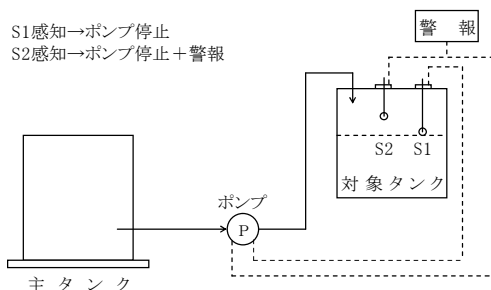 S1感知→ポンプ停止
S2感知→ポンプ停止＋警報
警 報
S2 S1
対象タンク
ポンプ
P
主タンク